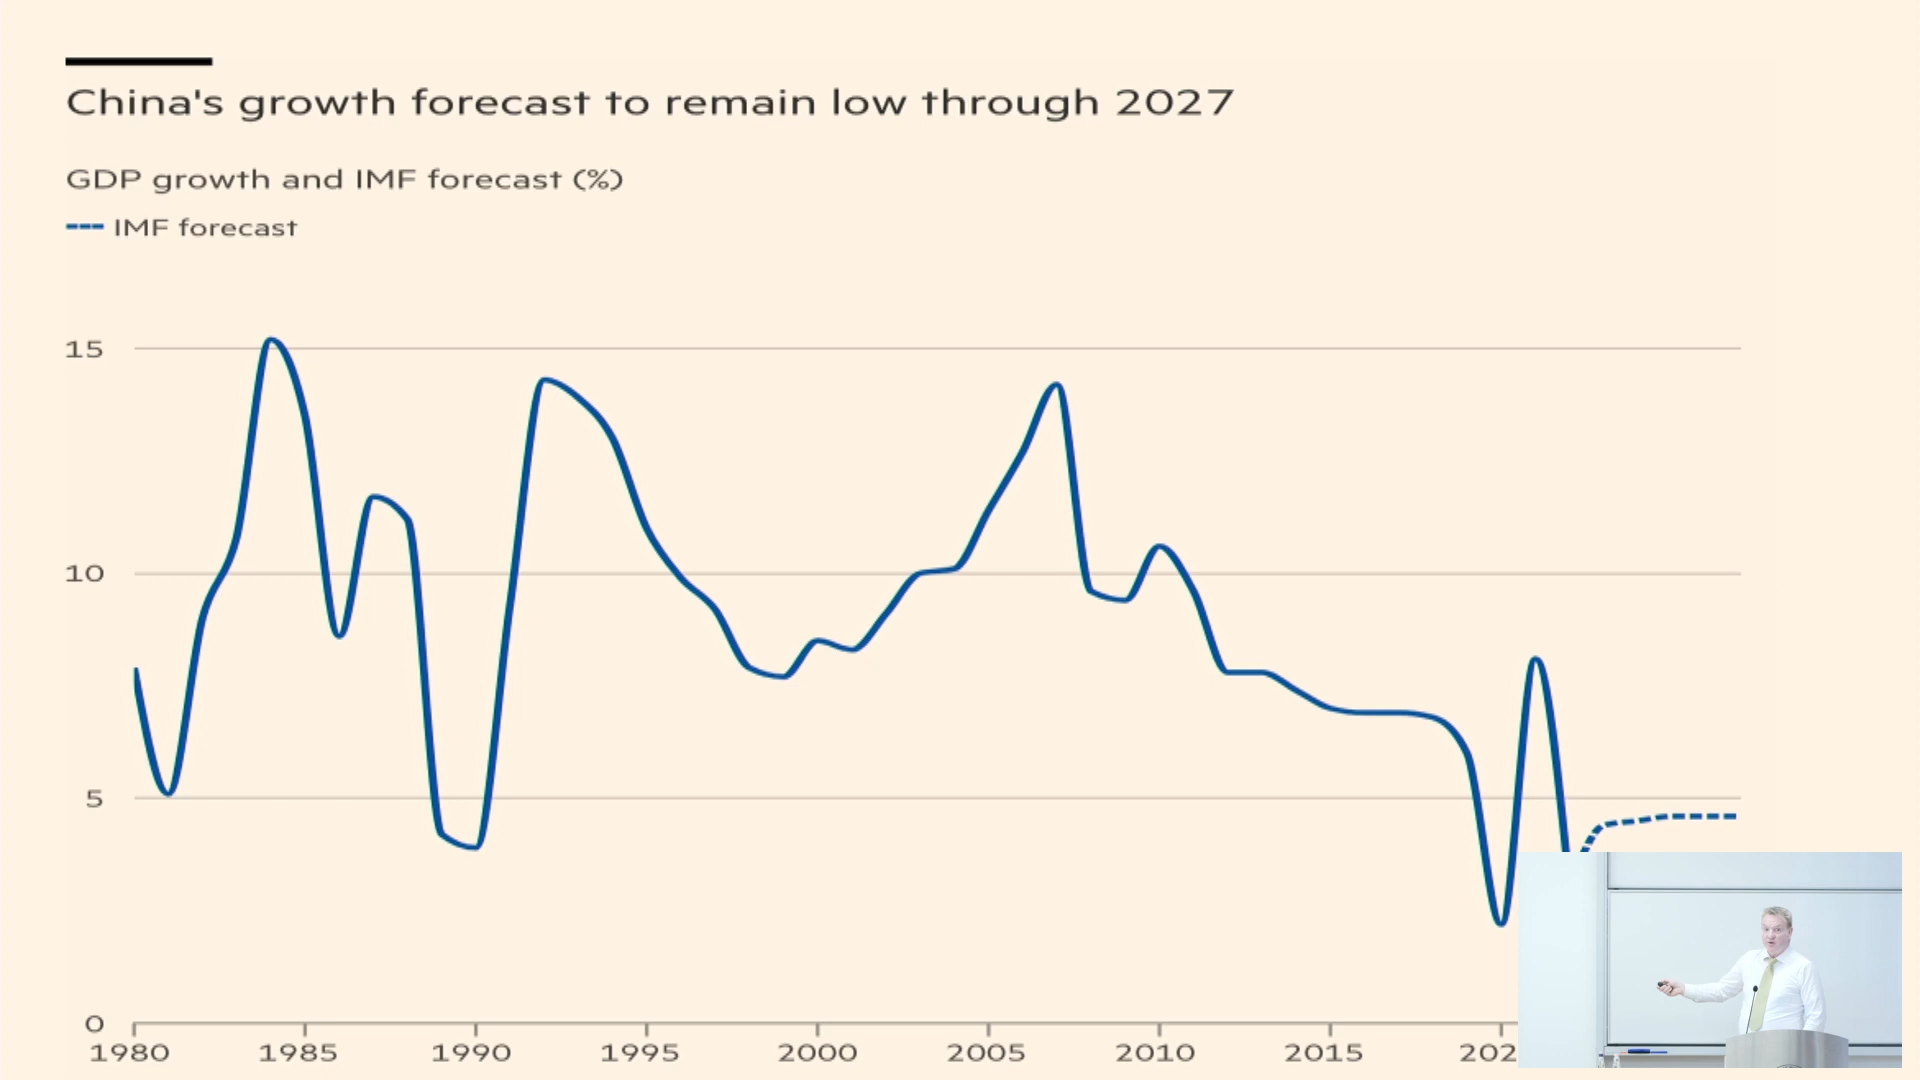 China's growth forecast to remain low through 2027
GDP growth and IMF forecast (%)
IMF forecast
15
10
5
0
1980 1985 1990 1995 2000 2005 2010 2015 202